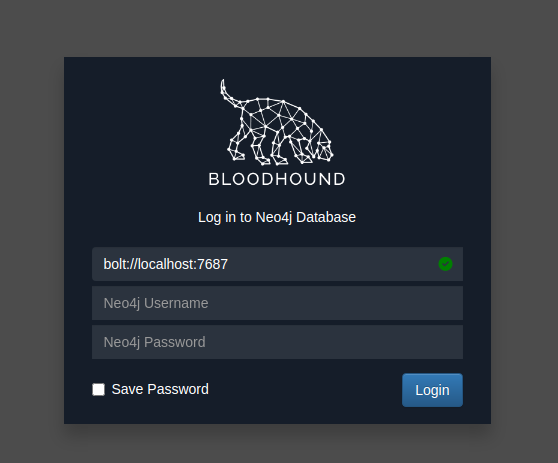 BLOODHOUND
Log in to Neo4j Database
bolt://localhost:7687
Neo4j Username
Neo4j Password
Save Password
Login